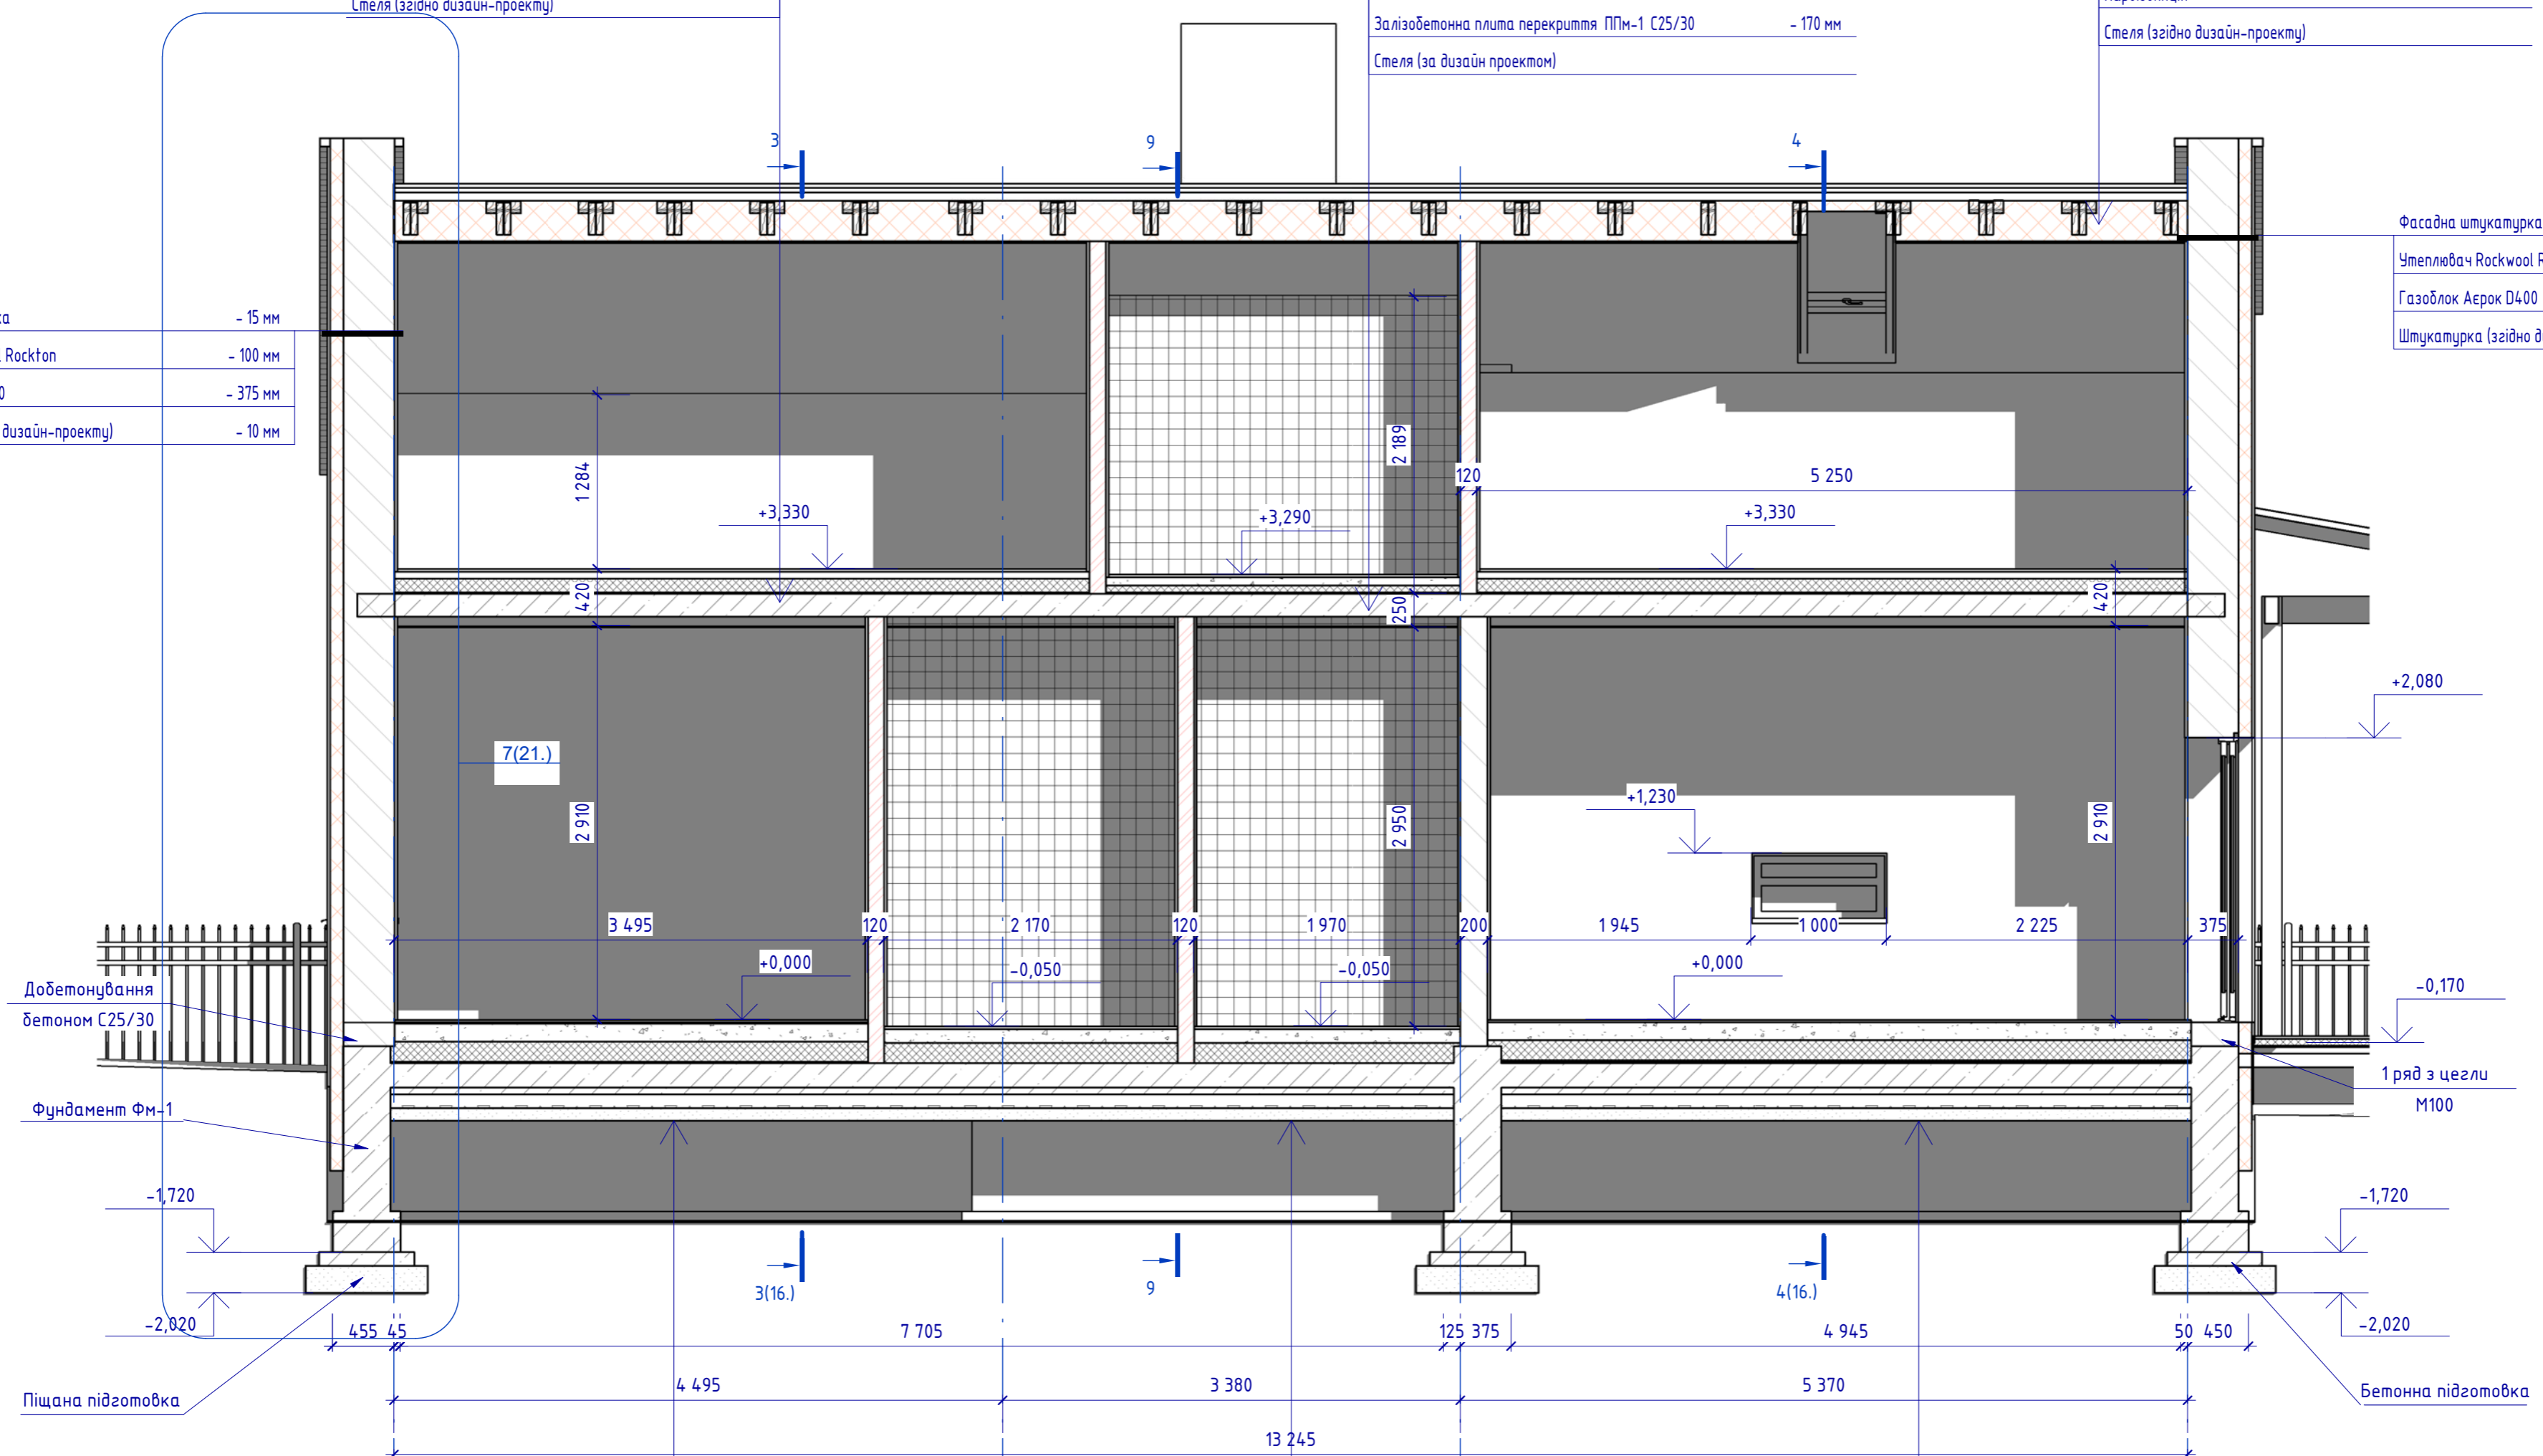 Стеля (згідно дизайн-проекту)
Залізобетонна плита перекриття ППм-1 С25/30 - 170 мм
Стеля (за дизайн проектом)
Стеля (згідно дизайн-проекту)
3
9
4
Фасадна штукатурка
Утеплювач Rockwool R
Газоблок Аерок D400
Штукатурка (згідно д
ка - 15 мм
Rockton - 100 мм
0 - 375 мм
дизайн-проекту) - 10 мм
1 284
2 189
120
5 250
+3,330
+3,290
+3,330
420
250
420
+2,080
7(21.)
2 910
2 950
+1,230
2 910
3 495
120
2 170
120
1 970
200
1 945
1 000
2 225
375
+0,000
-0,050
-0,050
+0,000
-0,170
Добетонування
бетоном С25/30
1 ряд з цегли
М100
Фундамент Фм-1
-1,720
-1,720
3(16.)
9
4(16.)
-2,020
-2,020
455
45
7 705
125
375
4 945
50
450
4 495
3 380
5 370
Піщана підготовка
Бетонна підготовка
13 245